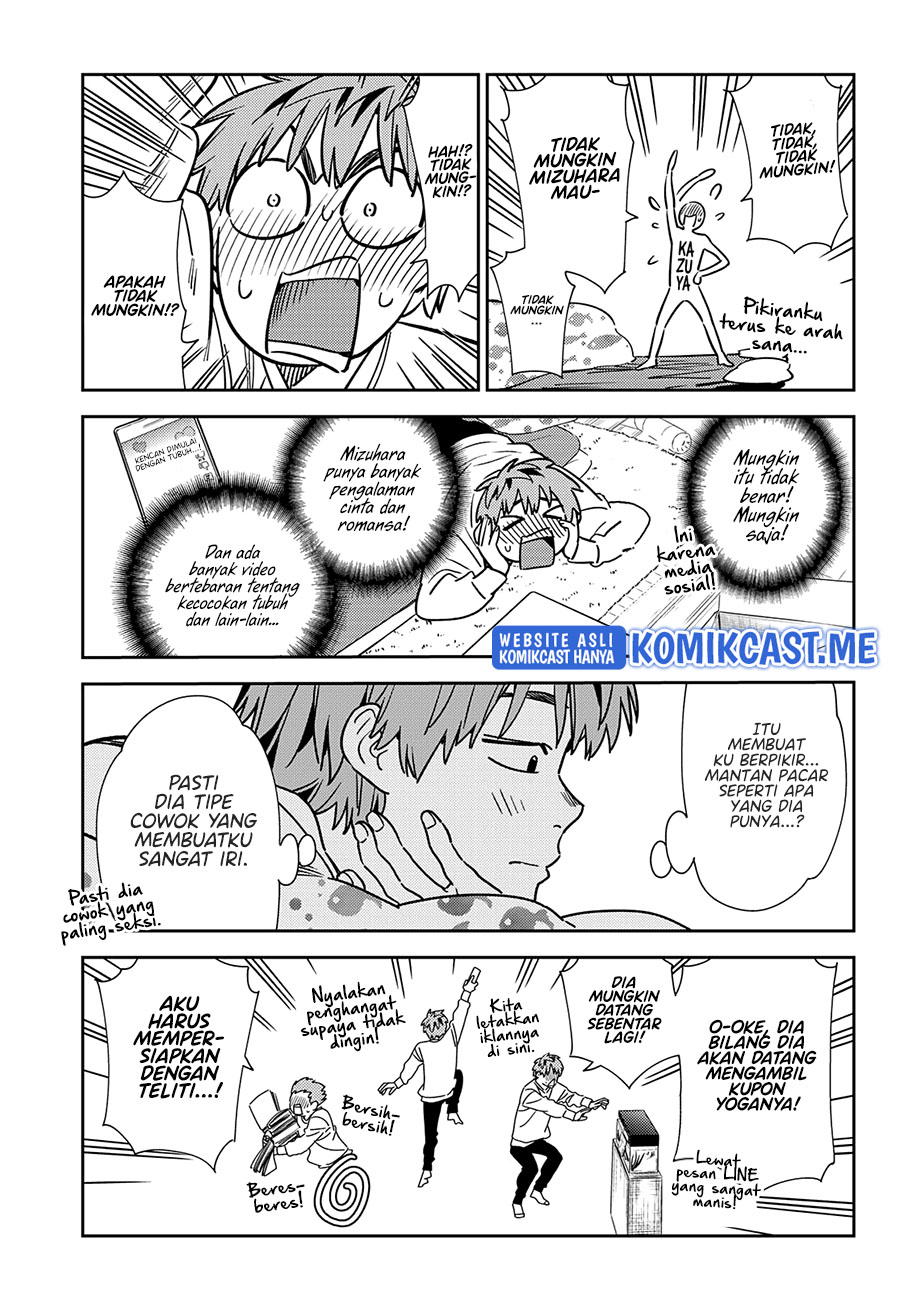 TIDAK,
TIDAK,
TIDAK
MUNGKIN!
TIDAK
MUNGKIN
MIZUHARA
MAU-
KA
ZU
YA
TIDAK
MUNGKIN
...
Pikiranku
terus ke arah
sana...
HAH!?
TIDAK
MUNG-
KIN!?
APAKAH
TIDAK
MUNGKIN!?
Mungkin
itu tidak
benar!
Mungkin
saja!
Ini
karena
media
sosial!
Mizuhara
punya banyak
pengalaman
cinta dan
romansa!
KENCAN DIMULAI
DENGAN TUBUH...!
Dan ada
banyak video
bertebaran tentang
kecocokan tubuh
dan lain-lain...
WEBSITE ASLI
KOMIKCAST HANYA
KOMIKCAST.ME
ITU
MEMBUAT
KU BERPIKIR...
MANTAN PACAR
SEPERTI APA
YANG DIA
PUNYA...?
PASTI
DIA TIPE
COWOK YANG
MEMBUATKU
SANGAT IRI.
Pasti dia
cowok yang
paling seksi.
O-OKE, DIA
BILANG DIA
AKAN DATANG
MENGAMBIL
KUPON
YOGANYA!
Lewat
pesan LINE
yang sangat
manis!
DIA
MUNGKIN
DATANG
SEBENTAR
LAGI!
Kita
letakkan
iklannya
di sini.
Nyalakan
penghangat
supaya tidak
dingin!
Bersih-
bersih!
Beres-
beres!
AKU
HARUS
MEMPER-
SIAPKAN
DENGAN
TELITI...!